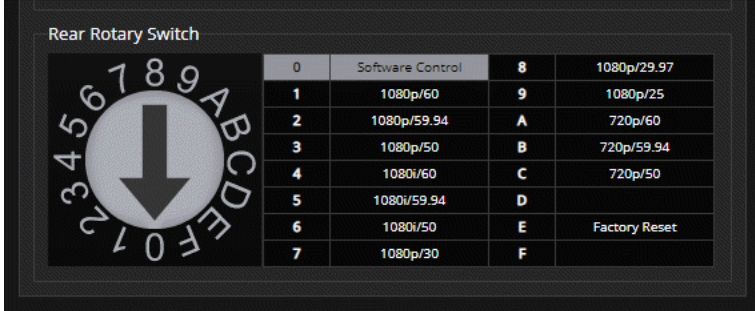 Rear Rotary Switch
0 1 2 3 4 5 6 7 8 9 A B C D E F
0 Software Control 8 1080p/29.97
1 1080p/60 9 1080p/25
2 1080p/59.94 A 720p/60
3 1080p/50 B 720p/59.94
4 1080i/60 C 720p/50
5 1080i/59.94 D
6 1080i/50 E Factory Reset
7 1080p/30 F